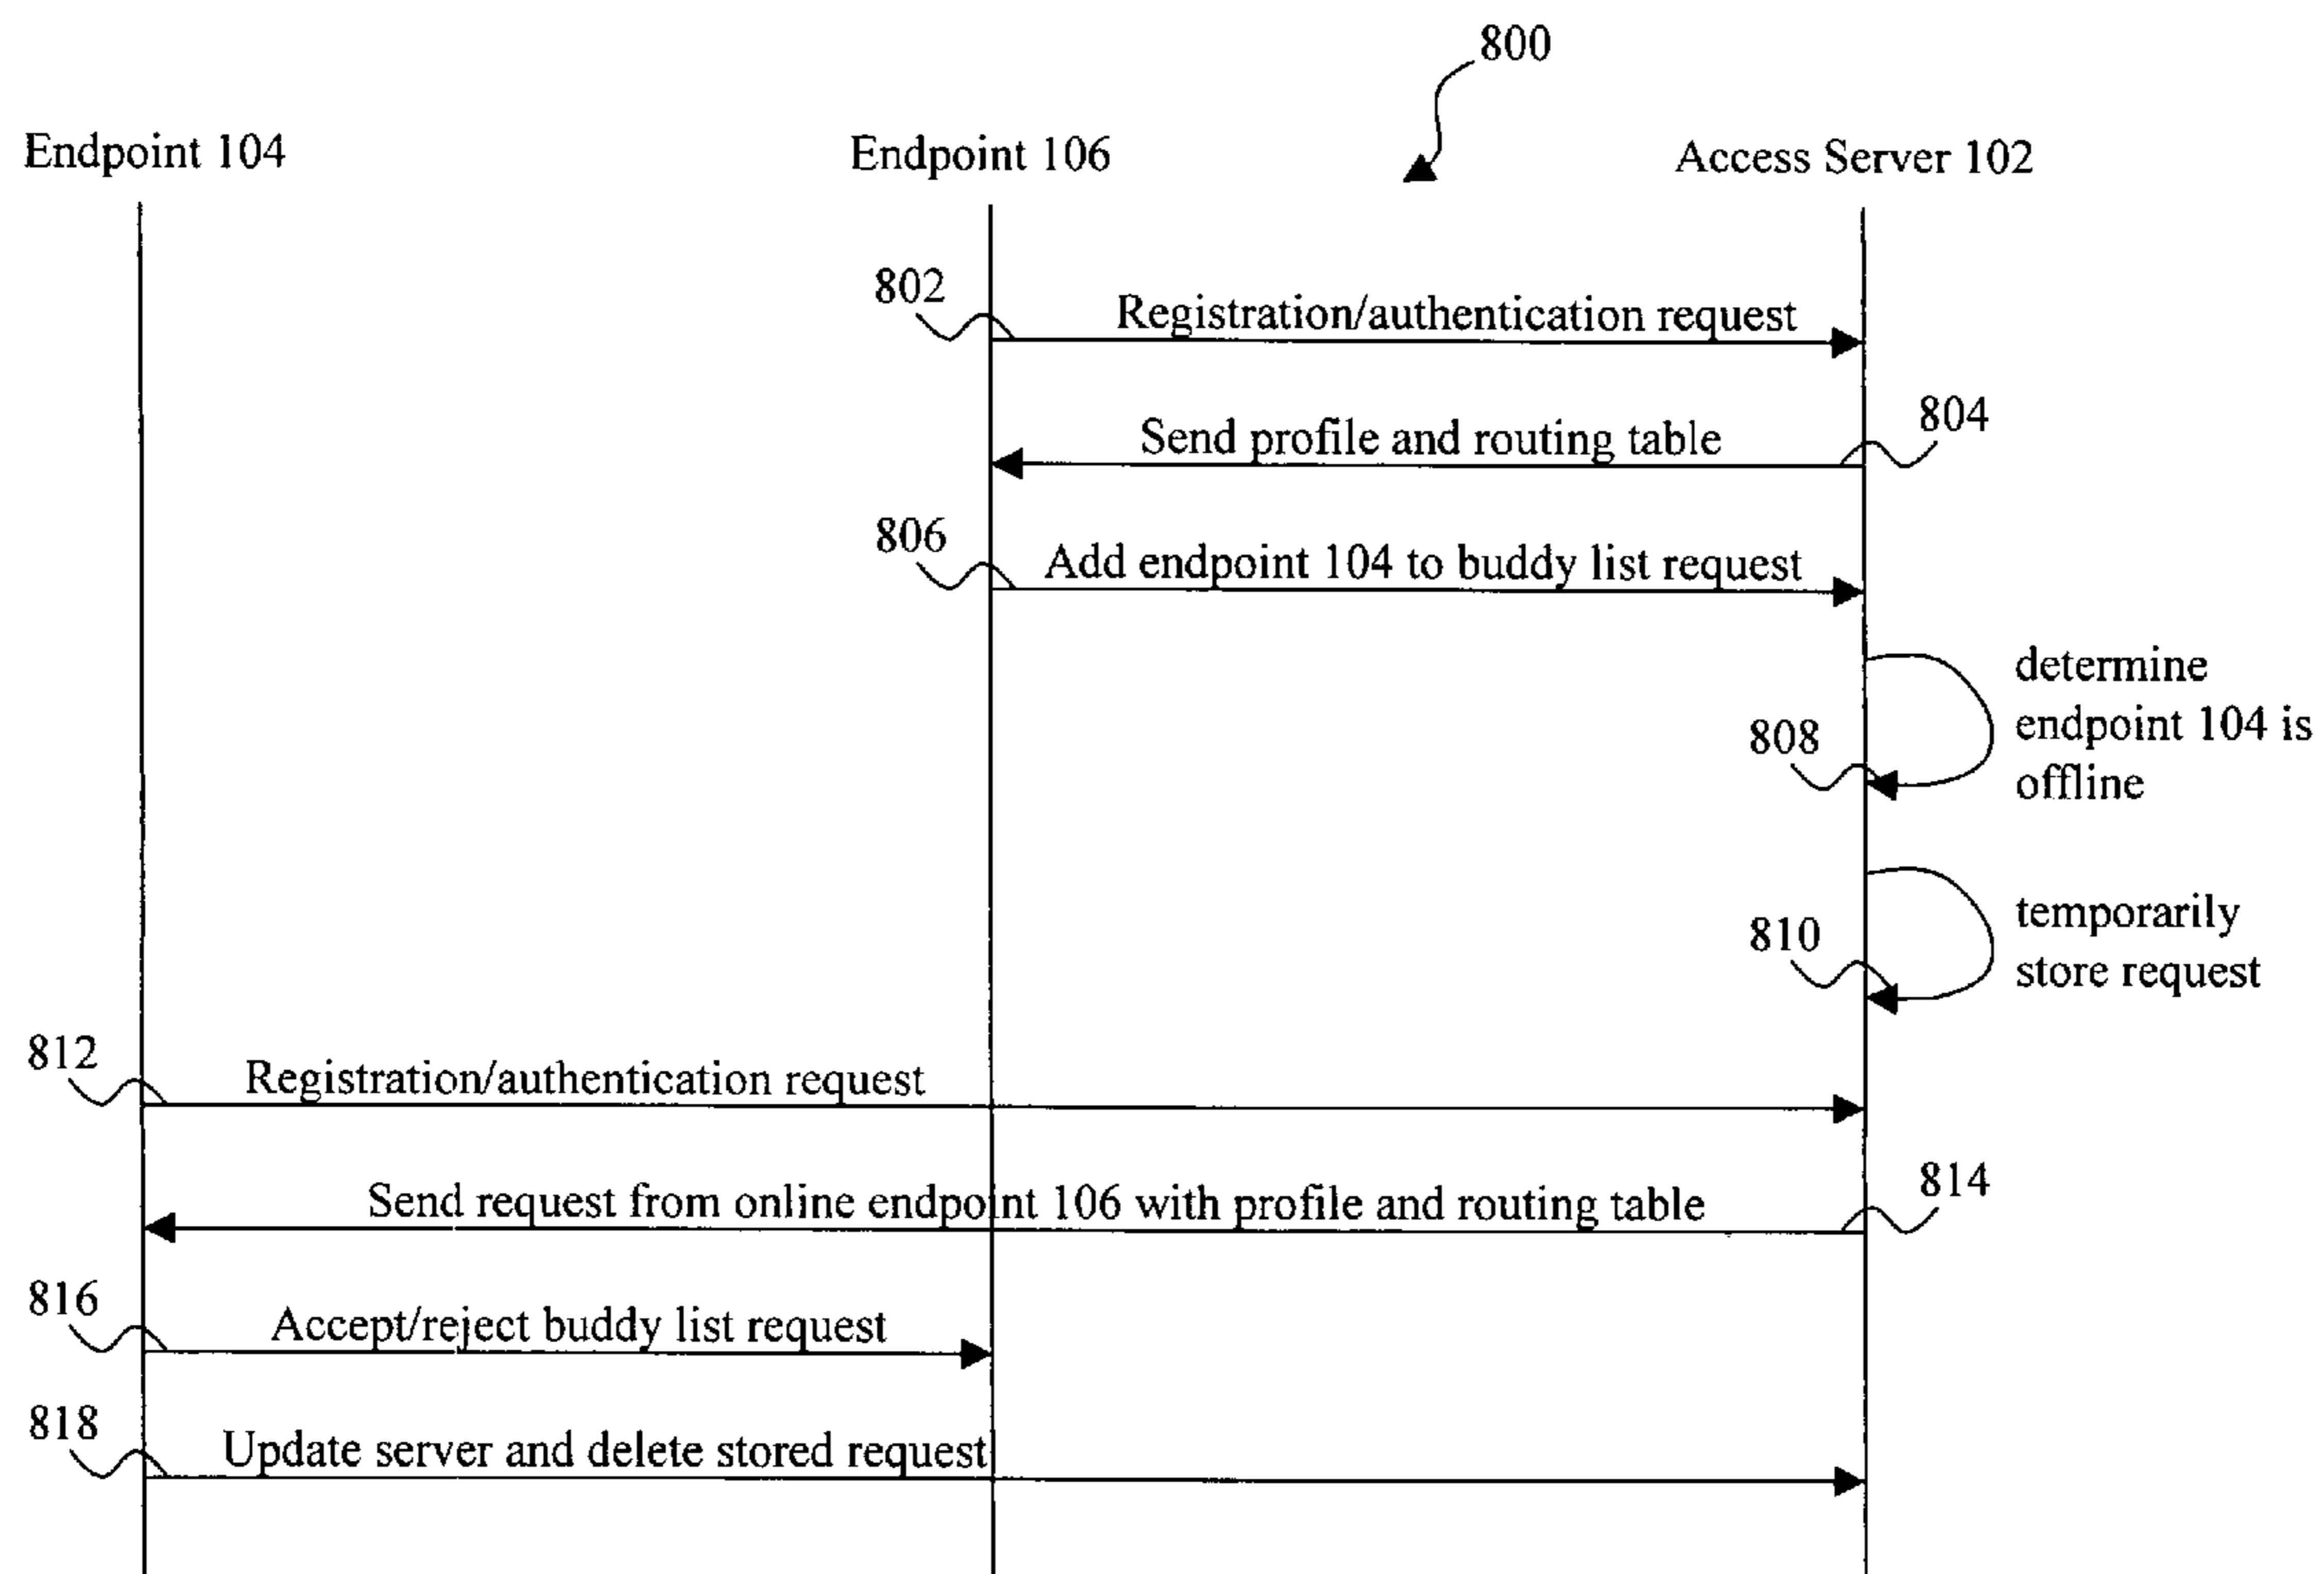 800
Endpoint 104
Endpoint 106
Access Server 102
802
Registration/authentication request
Send profile and routing table
804
806
Add endpoint 104 to buddy list request
determine
endpoint 104 is
offline
808
temporarily
store request
810
812
Registration/authentication request
Send request from online endpoint 106 with profile and routing table
814
816
Accept/reject buddy list request
818
Update server and delete stored request